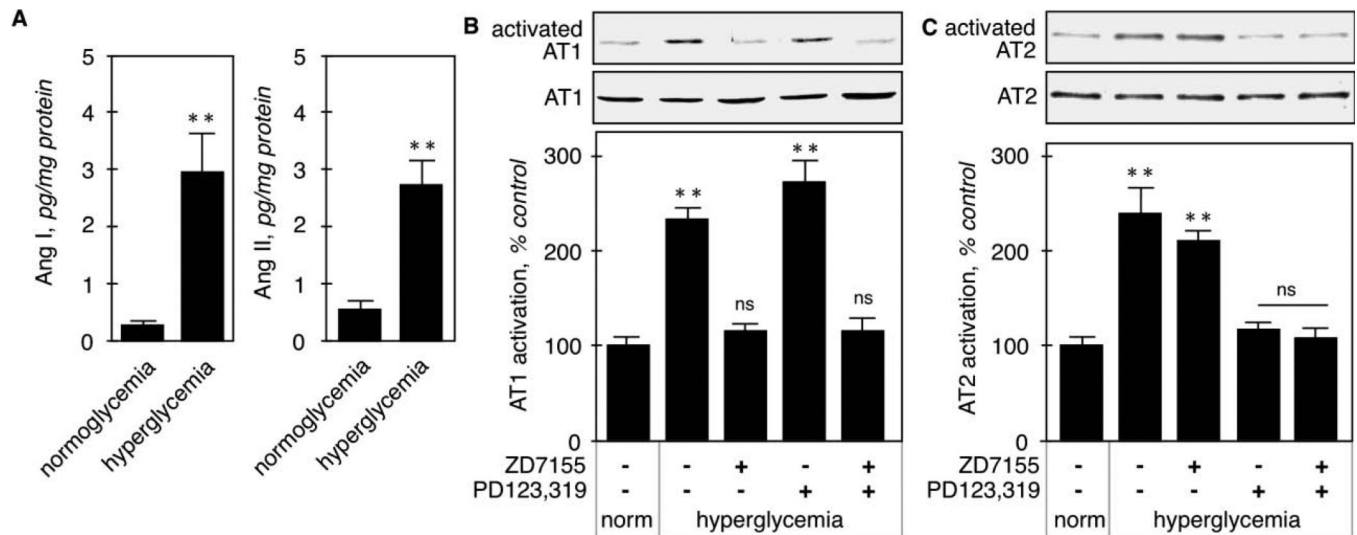 A
Ang I, pg/mg protein
5
4
3
2
1
0
**
normoglycemia
hyperglycemia
Ang II, pg/mg protein
5
4
3
2
1
0
**
normoglycemia
hyperglycemia
B
activated
AT1
AT1
AT1 activation, % control
300
200
100
0
**
ns
**
ns
ZD7155 - - + - +
PD123,319 - - - + +
norm hyperglycemia
C
activated
AT2
AT2
AT2 activation, % control
300
200
100
0
**
**
ns
ZD7155 - - + - +
PD123,319 - - - + +
norm hyperglycemia